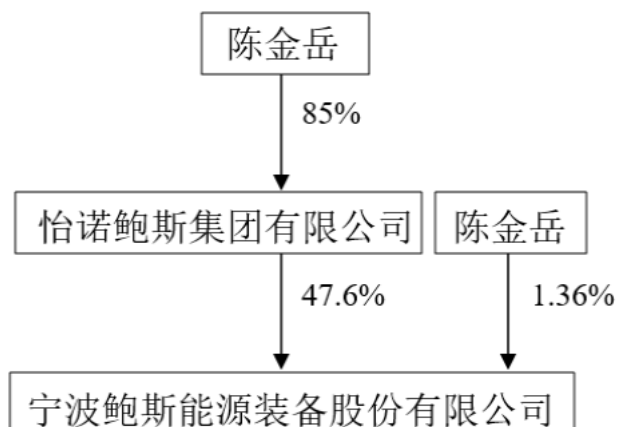 陈金岳
85%
怡诺鲍斯集团有限公司
陈金岳
47.6%
1.36%
宁波鲍斯能源装备股份有限公司